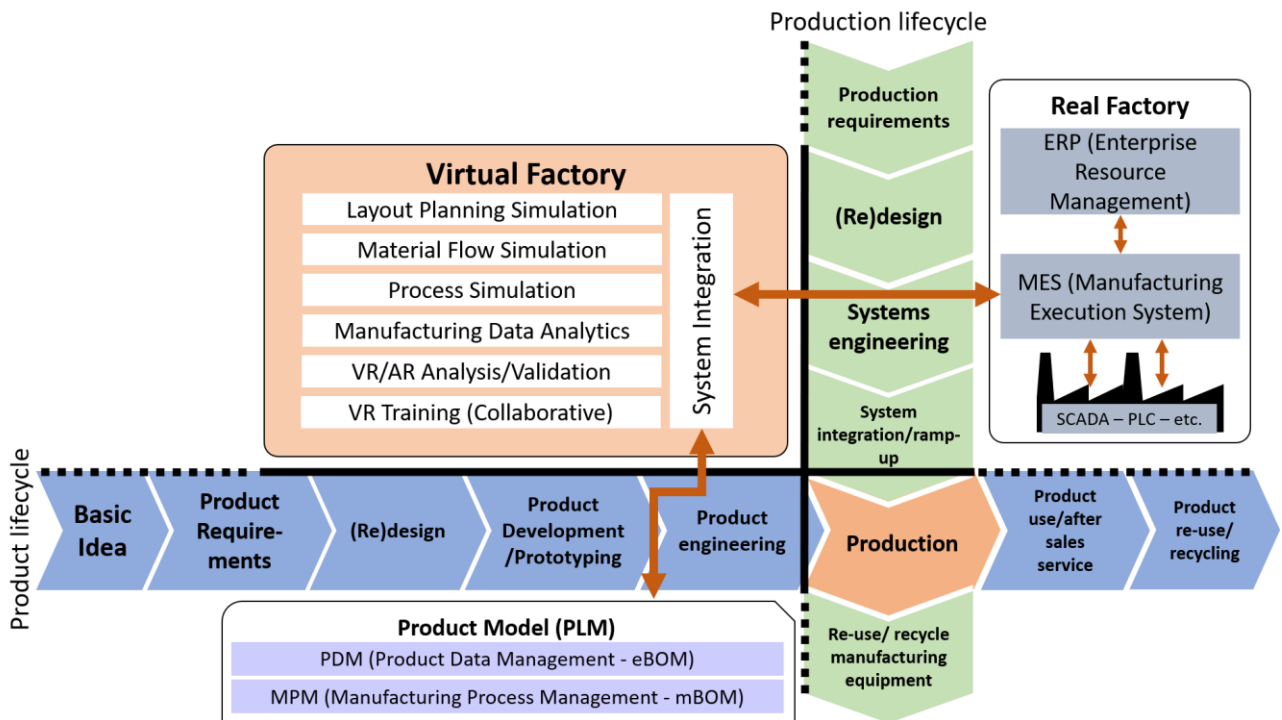 Production lifecycle
Production
requirements
(Re)design
Systems
engineering
System
integration/ramp-
up
Real Factory
ERP (Enterprise
Resource
Management)
MES (Manufacturing
Execution System)
SCADA – PLC – etc.
Virtual Factory
Layout Planning Simulation
Material Flow Simulation
Process Simulation
Manufacturing Data Analytics
VR/AR Analysis/Validation
VR Training (Collaborative)
System Integration
Product lifecycle
Basic
Idea
Product
Require-
ments
(Re)design
Product
Development
/Prototyping
Product
engineering
Production
Product
use/after
sales
service
Product
re-use/
recycling
Re-use/ recycle
manufacturing
equipment
Product Model (PLM)
PDM (Product Data Management - eBOM)
MPM (Manufacturing Process Management - mBOM)